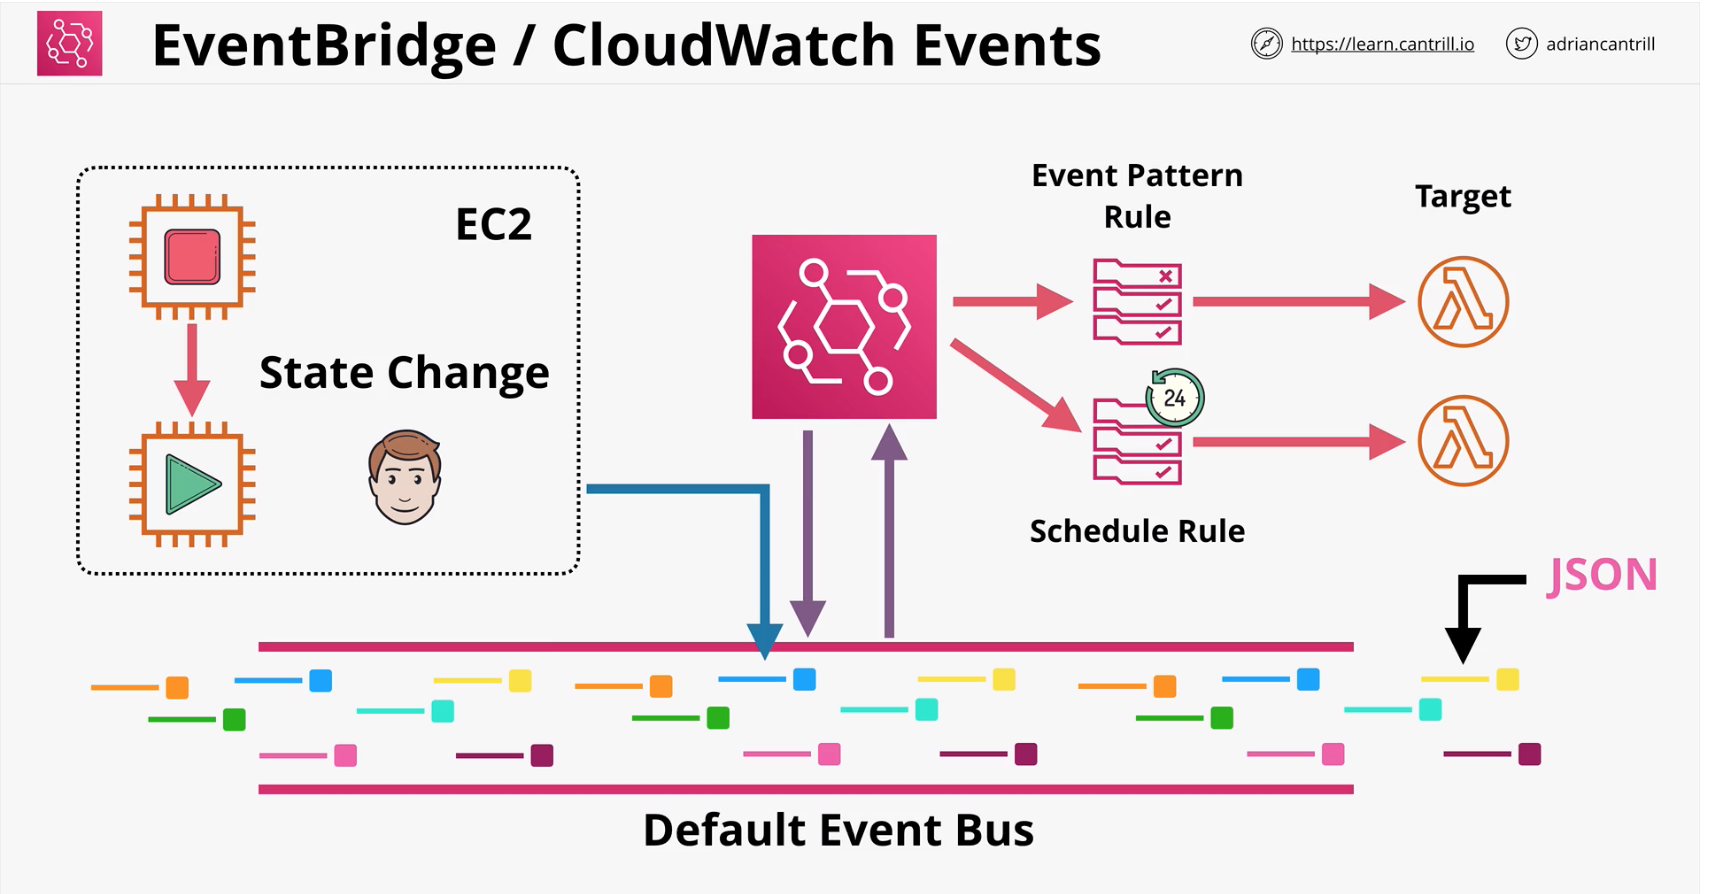 EventBridge / CloudWatch Events
https://learn.cantrill.io
adriancantrill
EC2
State Change
Event Pattern
Rule
Target
24
Schedule Rule
JSON
Default Event Bus